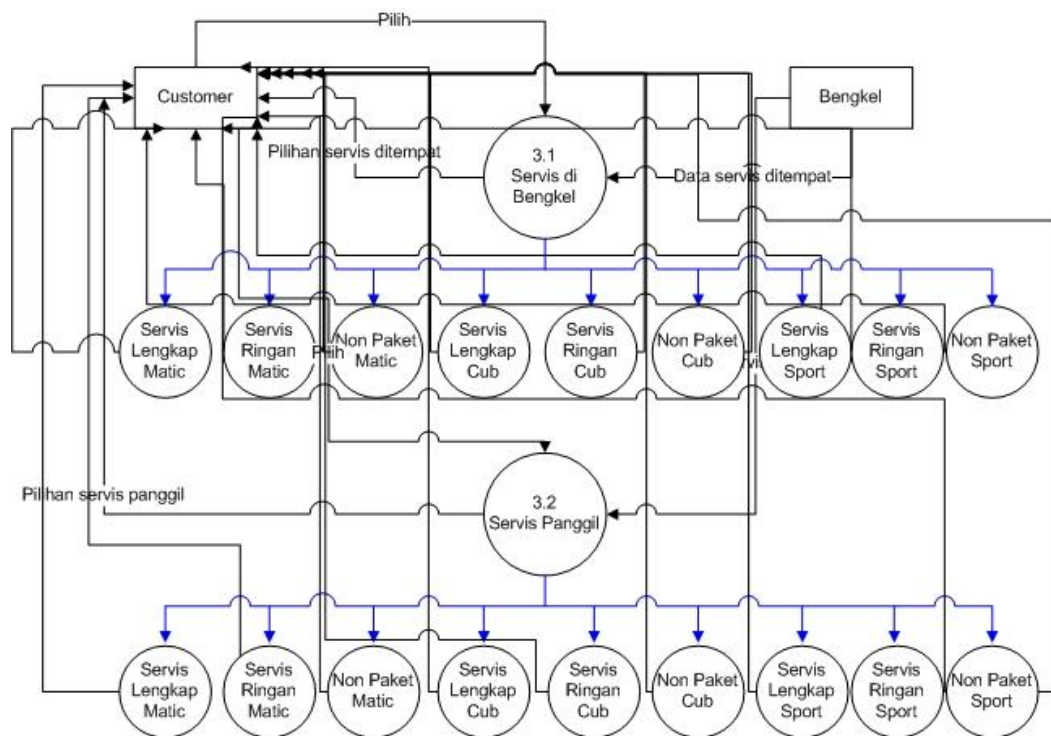 Pilih
Customer
Bengkel
Pilihan servis ditempat
3.1
Servis di
Bengkel
Data servis ditempat
Servis
Lengkap
Matic
Servis
Ringan
Matic
Non Paket
Matic
Servis
Lengkap
Cub
Servis
Ringan
Cub
Non Paket
Cub
Servis
Lengkap
Sport
Servis
Ringan
Sport
Non Paket
Sport
Pilih
3.2
Servis Panggil
Pilihan servis panggil
Servis
Lengkap
Matic
Servis
Ringan
Matic
Non Paket
Matic
Servis
Lengkap
Cub
Servis
Ringan
Cub
Non Paket
Cub
Servis
Lengkap
Sport
Servis
Ringan
Sport
Non Paket
Sport